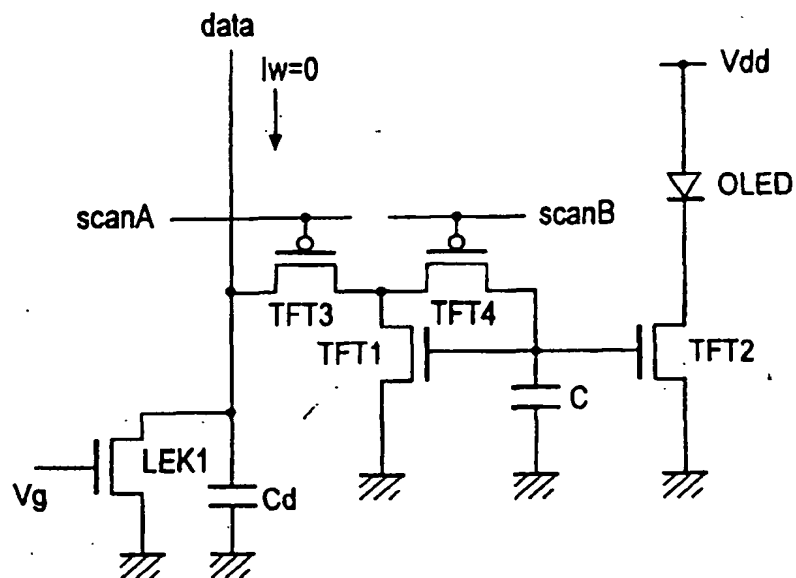 data
Iw=0
Vdd
OLED
scanA
scanB
TFT3
TFT4
TFT1
TFT2
C
LEK1
Vg
Cd